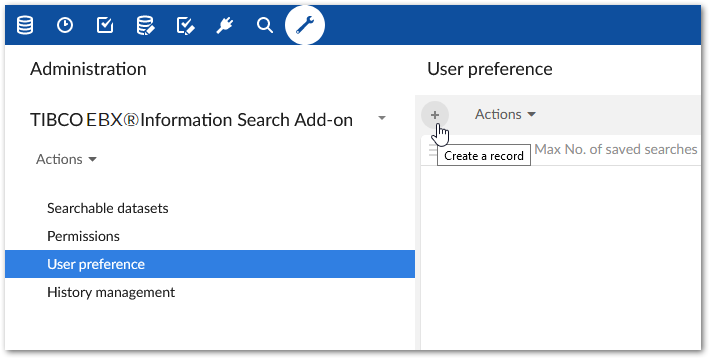 Administration
TIBCO EBX® Information Search Add-on
Actions
Searchable datasets
Permissions
User preference
History management
User preference
Actions
Create a record
Max No. of saved searches